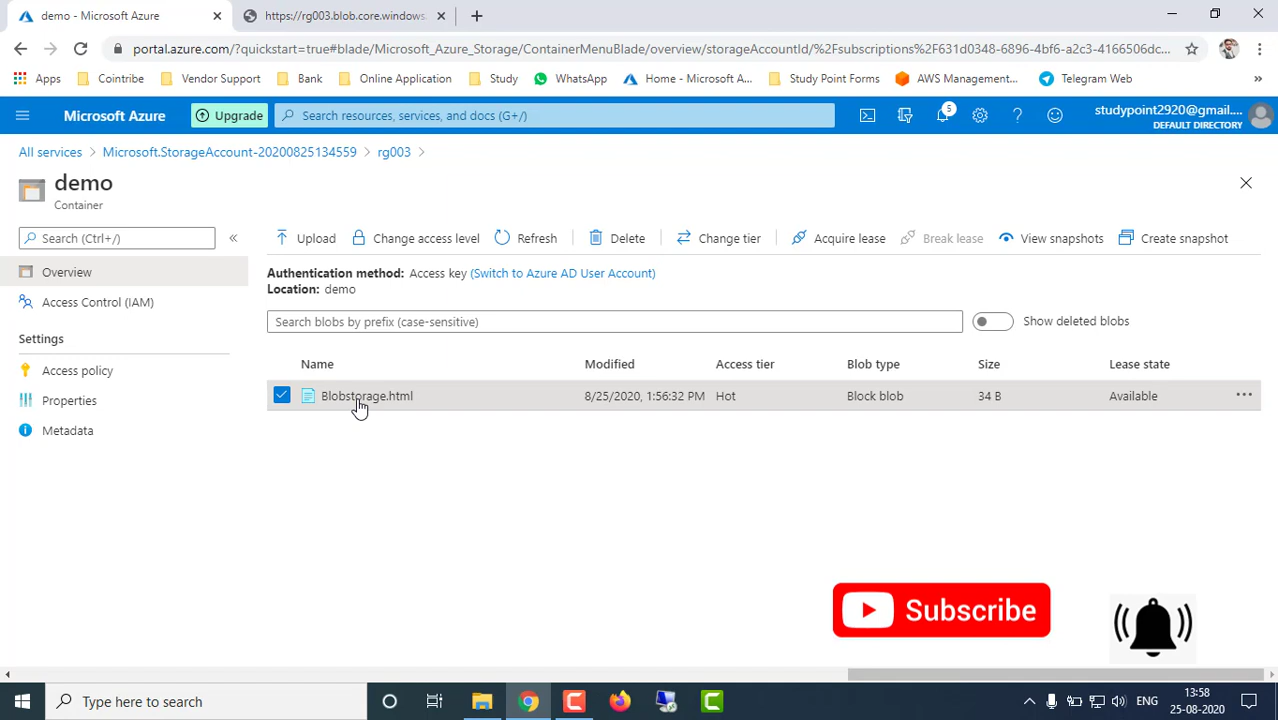 demo - Microsoft Azure
https://rg003.blob.core.windows.
portal.azure.com/?quickstart=true#blade/Microsoft_Azure_Storage/ContainerMenuBlade/overview/storageAccountId/%2Fsubscriptions%2F631d0348-6896-4bf6-a2c3-4166506dc...
Apps Cointribe Vendor Support Bank Online Application Study WhatsApp Home - Microsoft A... Study Point Forms AWS Managemen... Telegram Web »
Microsoft Azure Upgrade Search resources, services, and docs (G+/) 5 studypoint2920@gmail....
DEFAULT DIRECTORY
All services > Microsoft.StorageAccount-20200825134559 > rg003 >
demo
Container
Search (Ctrl+/) «
Upload Change access level Refresh Delete Change tier Acquire lease Break lease View snapshots Create snapshot
Overview
Access Control (IAM)
Settings
Access policy
Properties
Metadata
Authentication method: Access key (Switch to Azure AD User Account)
Location: demo
Search blobs by prefix (case-sensitive) Show deleted blobs
Name Modified Access tier Blob type Size Lease state
Blobstorage.html 8/25/2020, 1:56:32 PM Hot Block blob 34 B Available ...
Subscribe
Type here to search
ENG
13:58
25-08-2020